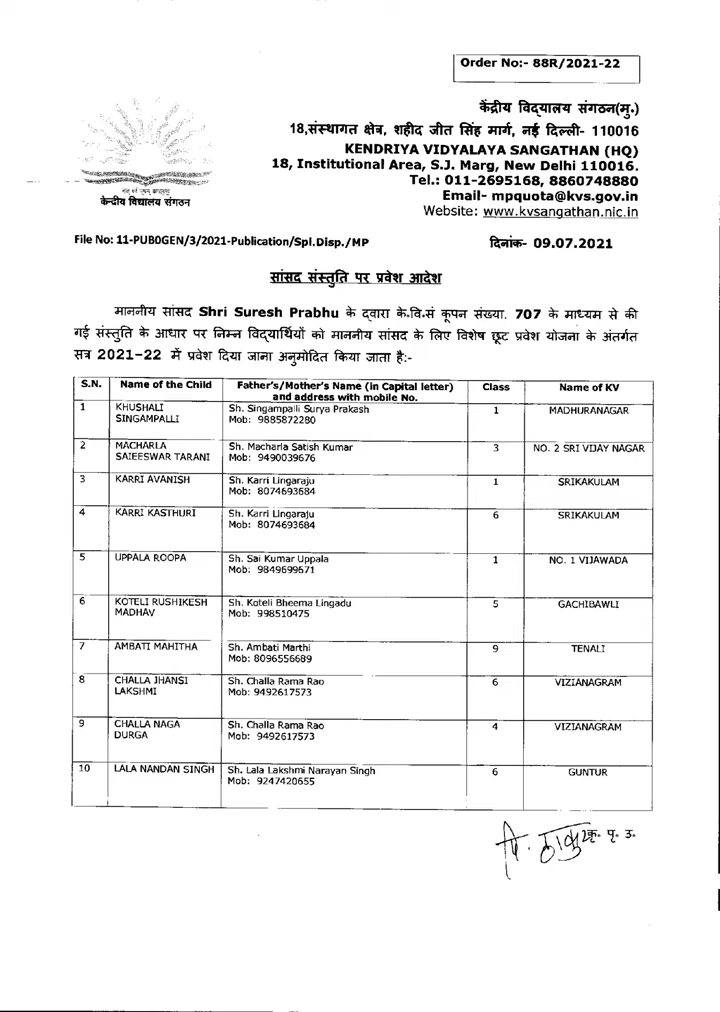 Order No:- 88R/2021-22
केंद्रीय विद्यालय संगठन(मु.)
18,संस्थागत क्षेत्र, शहीद जीत सिंह मार्ग, नई दिल्ली- 110016
KENDRIYA VIDYALAYA SANGATHAN (HQ)
18, Institutional Area, S.J. Marg, New Delhi 110016.
Tel.: 011-2695168, 8860748880
Email- mpquota@kvs.gov.in
Website: www.kvsangathan.nic.in
केन्द्रीय विद्यालय संगठन
File No: 11-PUB0GEN/3/2021-Publication/Spl.Disp./MP
दिनांक- 09.07.2021
सांसद संस्तुति पर प्रवेश आदेश
माननीय सांसद Shri Suresh Prabhu के द्वारा के.वि.सं कूपन संख्या. 707 के माध्यम से की
गई संस्तुति के आधार पर निम्न विद्यार्थियों को माननीय सांसद के लिए विशेष छूट प्रवेश योजना के अंतर्गत
सत्र 2021-22 में प्रवेश दिया जाना अनुमोदित किया जाता है:-
S.N. Name of the Child Father's/Mother's Name (in Capital letter) Class Name of KV
and address with mobile No.
1 KHUSHALI Sh. Singampalli Surya Prakash 1 MADHURANAGAR
SINGAMPALLI Mob: 9885872280
2 MACHARLA Sh. Macharla Satish Kumar 3 NO. 2 SRI VIJAY NAGAR
SAIEESWAR TARANI Mob: 9490039676
3 KARRI AVANISH Sh. Karri Lingaraju 1 SRIKAKULAM
Mob: 8074693684
4 KARRI KASTHURI Sh. Karri Lingaraju 6 SRIKAKULAM
Mob: 8074693684
5 UPPALA ROOPA Sh. Sai Kumar Uppala 1 NO. 1 VIJAWADA
Mob: 9849699671
6 KOTELI RUSHIKESH Sh. Koteli Bheema Lingadu 5 GACHIBAWLI
MADHAV Mob: 998510475
7 AMBATI MAHITHA Sh. Ambati Marthi 9 TENALI
Mob: 8096556689
8 CHALLA JHANSI Sh. Challa Rama Rao 6 VIZIANAGRAM
LAKSHMI Mob: 9492617573
9 CHALLA NAGA Sh. Challa Rama Rao 4 VIZIANAGRAM
DURGA Mob: 9492617573
10 LALA NANDAN SINGH Sh. Lala Lakshmi Narayan Singh 6 GUNTUR
Mob: 9247420655
कृ. पृ. उ.